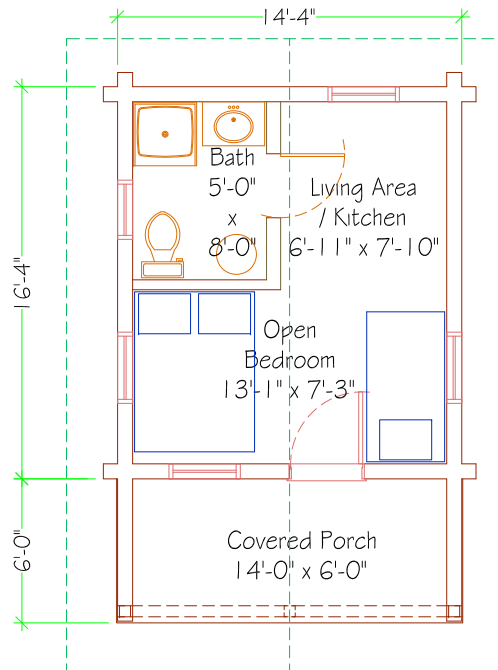 14'-4"
Bath
5'-0"
x
8'-0"
Living Area
/ Kitchen
6'-11" x 7'-10"
16'-4"
Open
Bedroom
13'-1" x 7'-3"
6'-0"
Covered Porch
14'-0" x 6'-0"